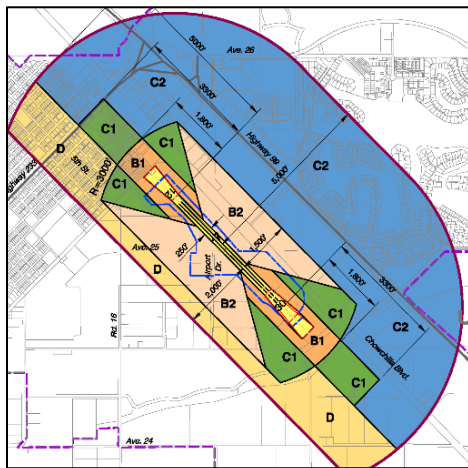 5000'
Ave. 26
C2
3300'
1,800'
Highway 99
C2
C1
D
5th St.
Highway 233
C1
B1
C1
R=3000'
5,000'
B2
1,500'
Ave. 25
250'
Airport
Dr.
2,000'
D
B2
1,800'
3300'
Rd. 16
C1
C2
B1
C1
Chowchilla Blvd.
C1
D
Ave. 24